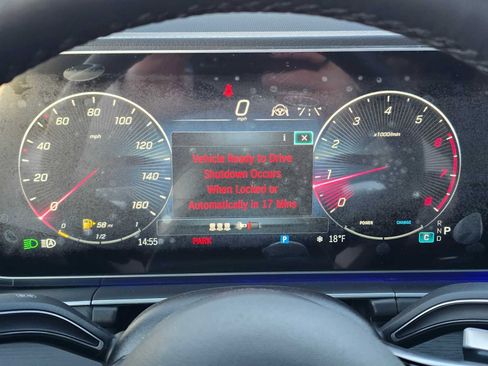 0 mph
i ×
Vehicle Ready to Drive
Shutdown Occurs
When Locked or
Automatically in 17 Mins
0 20 40 60 80 100 120 140 160
mph
0 1 2 3 4 5 6 7 8
x1000/min
POWER CHARGE
58 mi
1/2
14:55
PARK
P
18°F
C
R
N
D
P
A